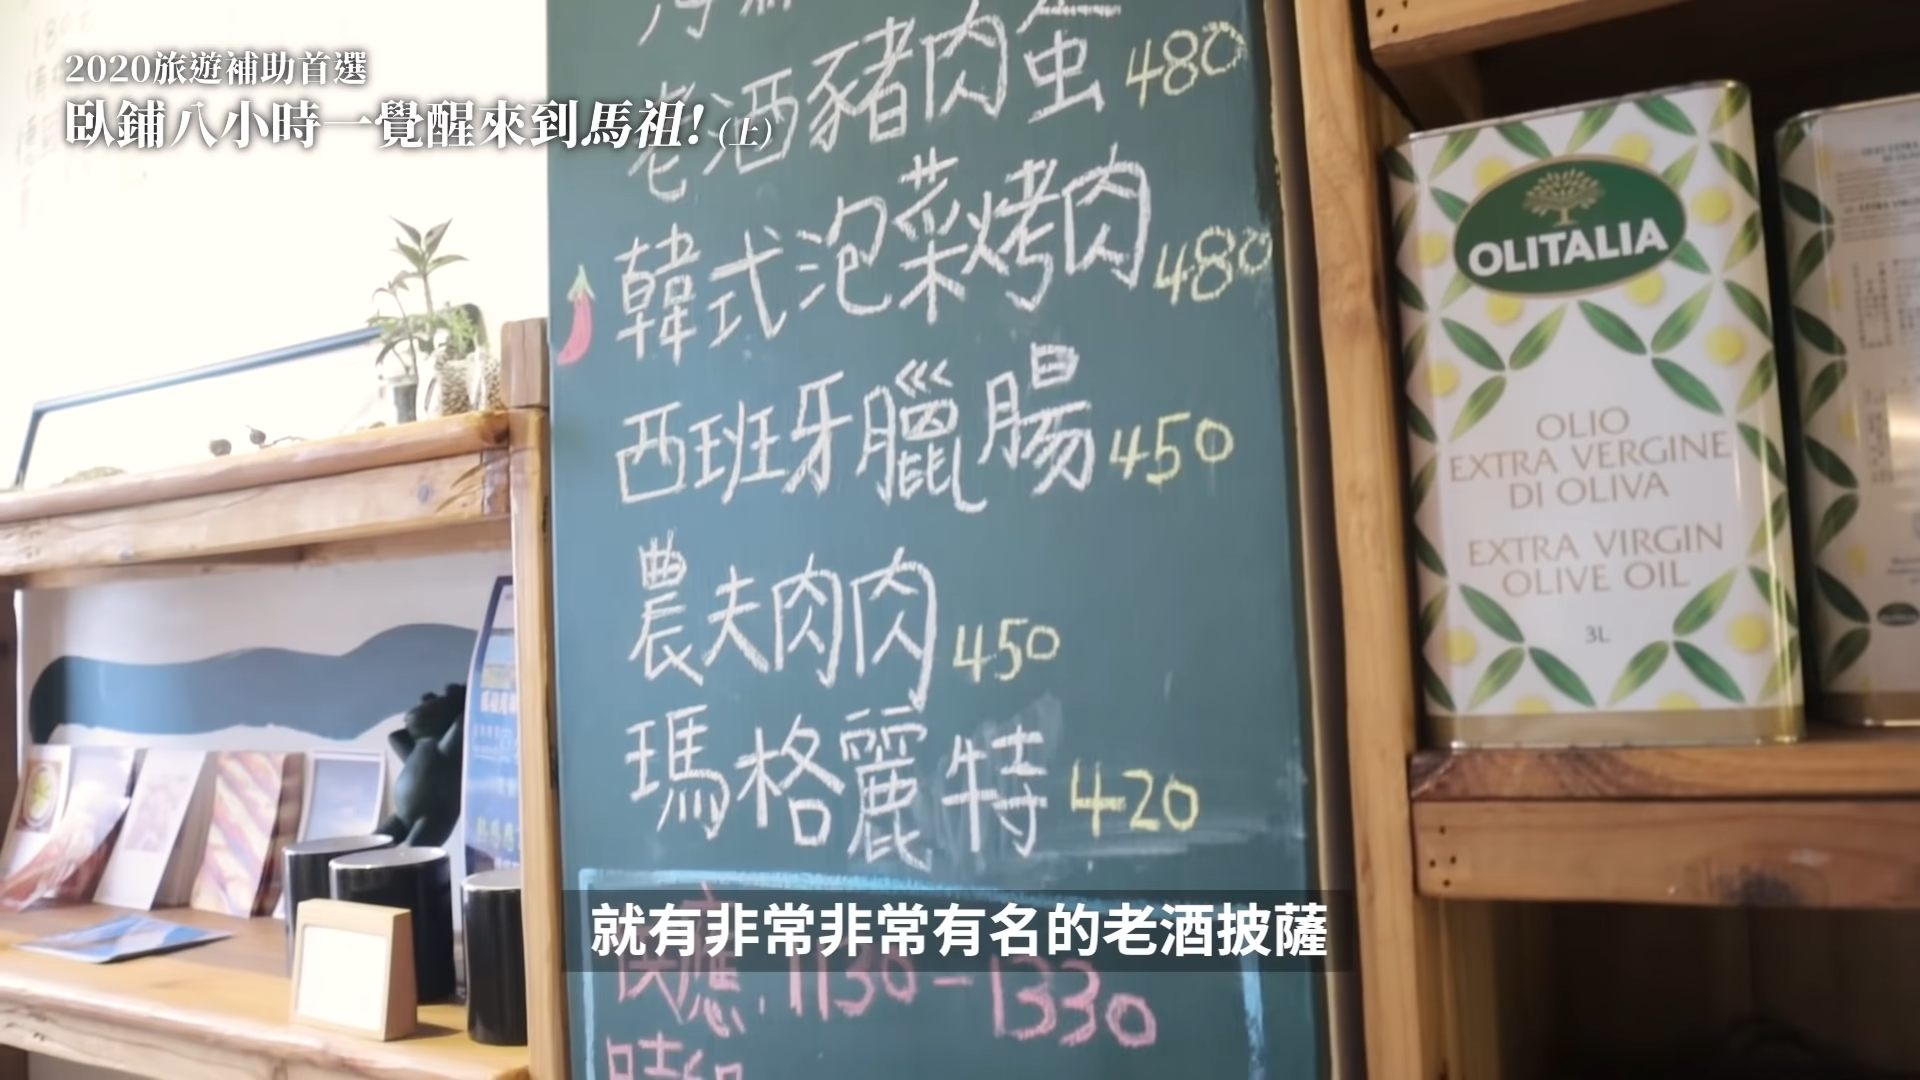 2020旅遊補助首選
臥鋪八小時一覺醒來到馬祖!(上)
老酒豬肉蛋 480
韓式泡菜烤肉 480
西班牙臘腸 450
農夫肉肉 450
瑪格麗特 420
供應 1130-1330
就有非常非常有名的老酒披薩
OLITALIA
OLIO
EXTRA VERGINE
DI OLIVA
EXTRA VIRGIN
OLIVE OIL
3L